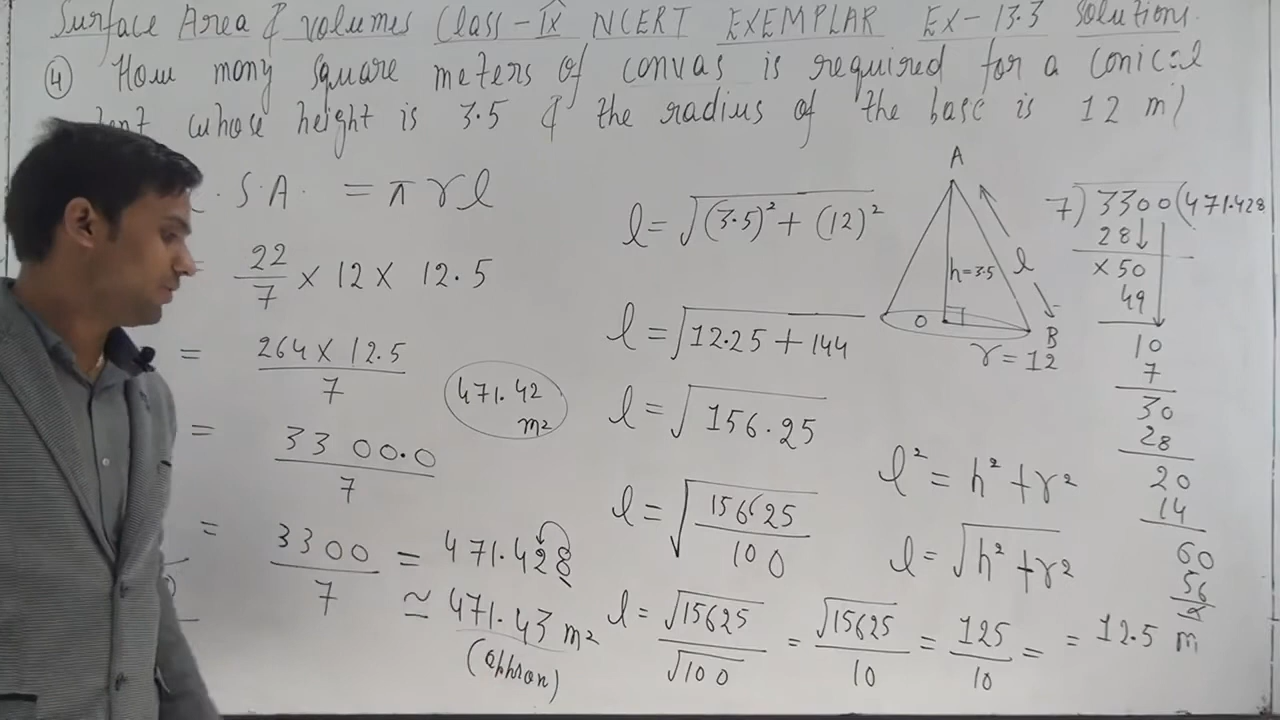 Surface Area & volumes Class-IX NCERT EXEMPLAR EX-13.3 Solutions.
④ How many square meters of convas is required for a conical
tent whose height is 3.5 & the radius of the base is 12 m?
. S.A. = πrl
= 22/7 × 12 × 12.5
= 264 × 12.5 / 7
471.42
m²
= 3300.0 / 7
= 3300 / 7 = 471.428
≃ 471.43 m²
(approx)
l = √(3.5)² + (12)²
l = √12.25 + 144
l = √156.25
l = √15625/100
l = √15625/√100 = √15625/10 = 125/10 = = 12.5 m
A
h=3.5
l
O
B
r = 12
l² = h² + r²
l = √h² + r²
7)3300(471.428
28↓
×50
49
10
7
30
28
20
14
60
56